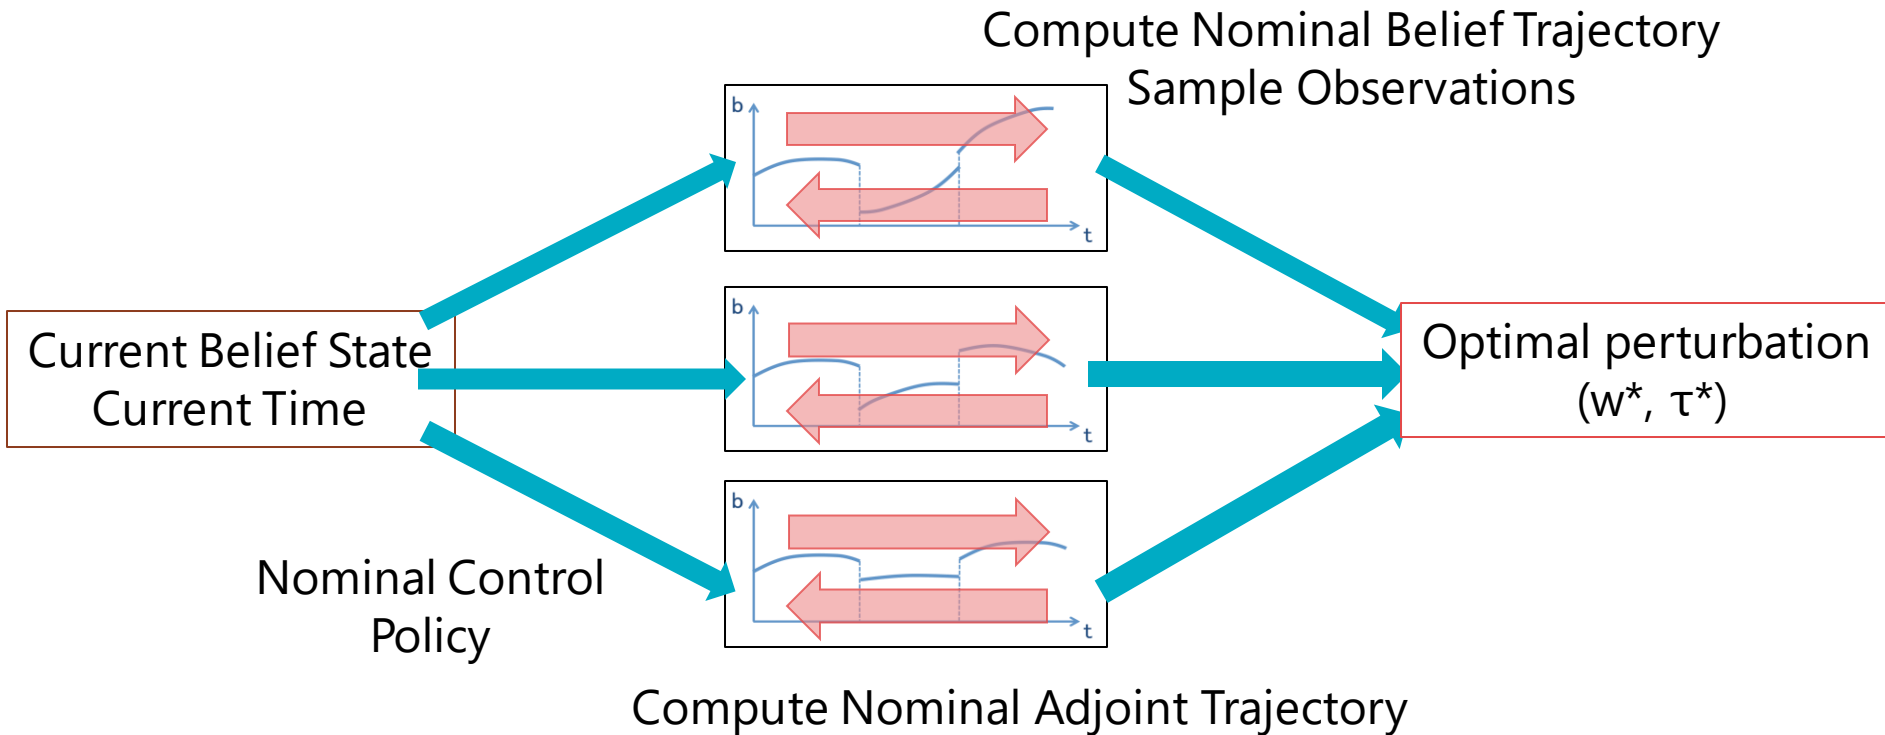 Compute Nominal Belief Trajectory
Sample Observations
b
t
Current Belief State
Current Time
b
t
Optimal perturbation
(w*, τ*)
b
t
Nominal Control
Policy
Compute Nominal Adjoint Trajectory